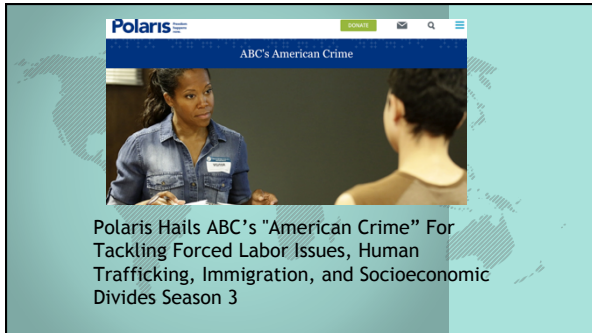 Polaris
DONATE
ABC's American Crime
VISITOR
Polaris Hails ABC’s "American Crime” For
Tackling Forced Labor Issues, Human
Trafficking, Immigration, and Socioeconomic
Divides Season 3